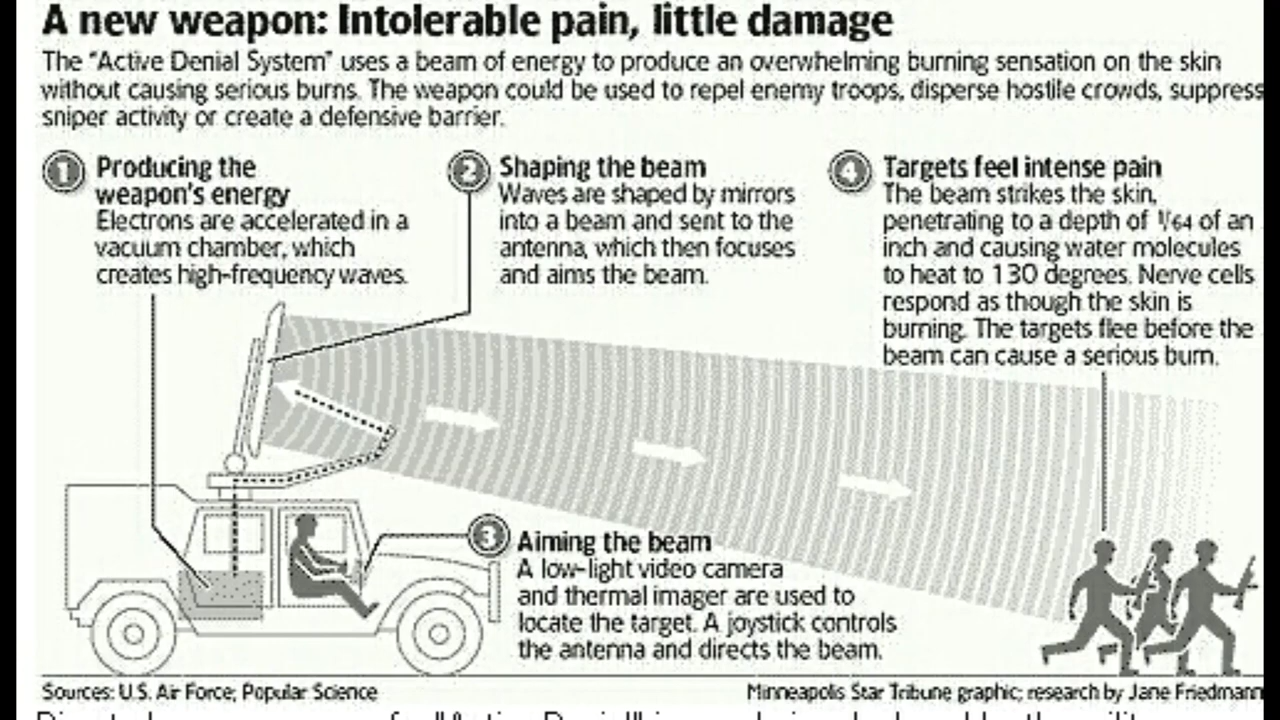 A new weapon: Intolerable pain, little damage
The "Active Denial System" uses a beam of energy to produce an overwhelming burning sensation on the skin
without causing serious burns. The weapon could be used to repel enemy troops, disperse hostile crowds, suppress
sniper activity or create a defensive barrier.
1 Producing the
weapon's energy
Electrons are accelerated in a
vacuum chamber, which
creates high-frequency waves.
2 Shaping the beam
Waves are shaped by mirrors
into a beam and sent to the
antenna, which then focuses
and aims the beam.
4 Targets feel intense pain
The beam strikes the skin,
penetrating to a depth of 1/64 of an
inch and causing water molecules
to heat to 130 degrees. Nerve cells
respond as though the skin is
burning. The targets flee before the
beam can cause a serious burn.
3 Aiming the beam
A low-light video camera
and thermal imager are used to
locate the target. A joystick controls
the antenna and directs the beam.
Sources: U.S. Air Force; Popular Science
Minneapolis Star Tribune graphic; research by Jane Friedmann